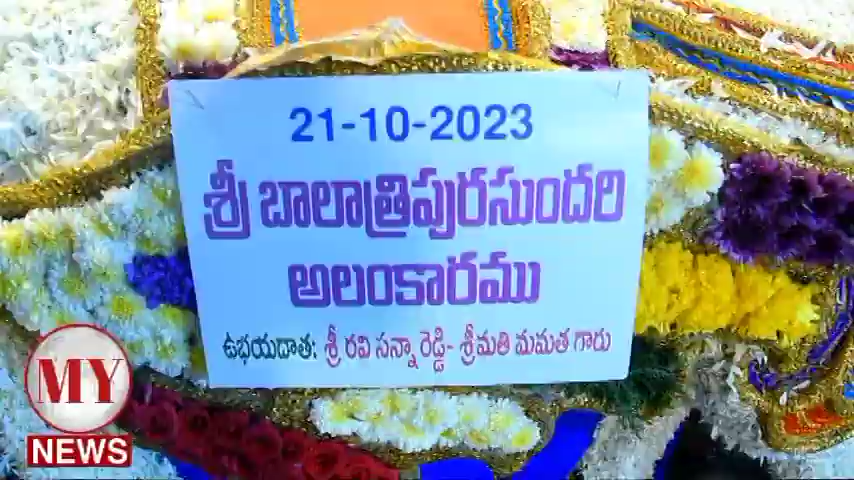 21-10-2023
శ్రీ బాలాత్రిపురసుందరి
అలంకారము
ఉభయదాత: శ్రీ రవి సన్నా రెడ్డి- శ్రీమతి మమత గారు
MY
NEWS